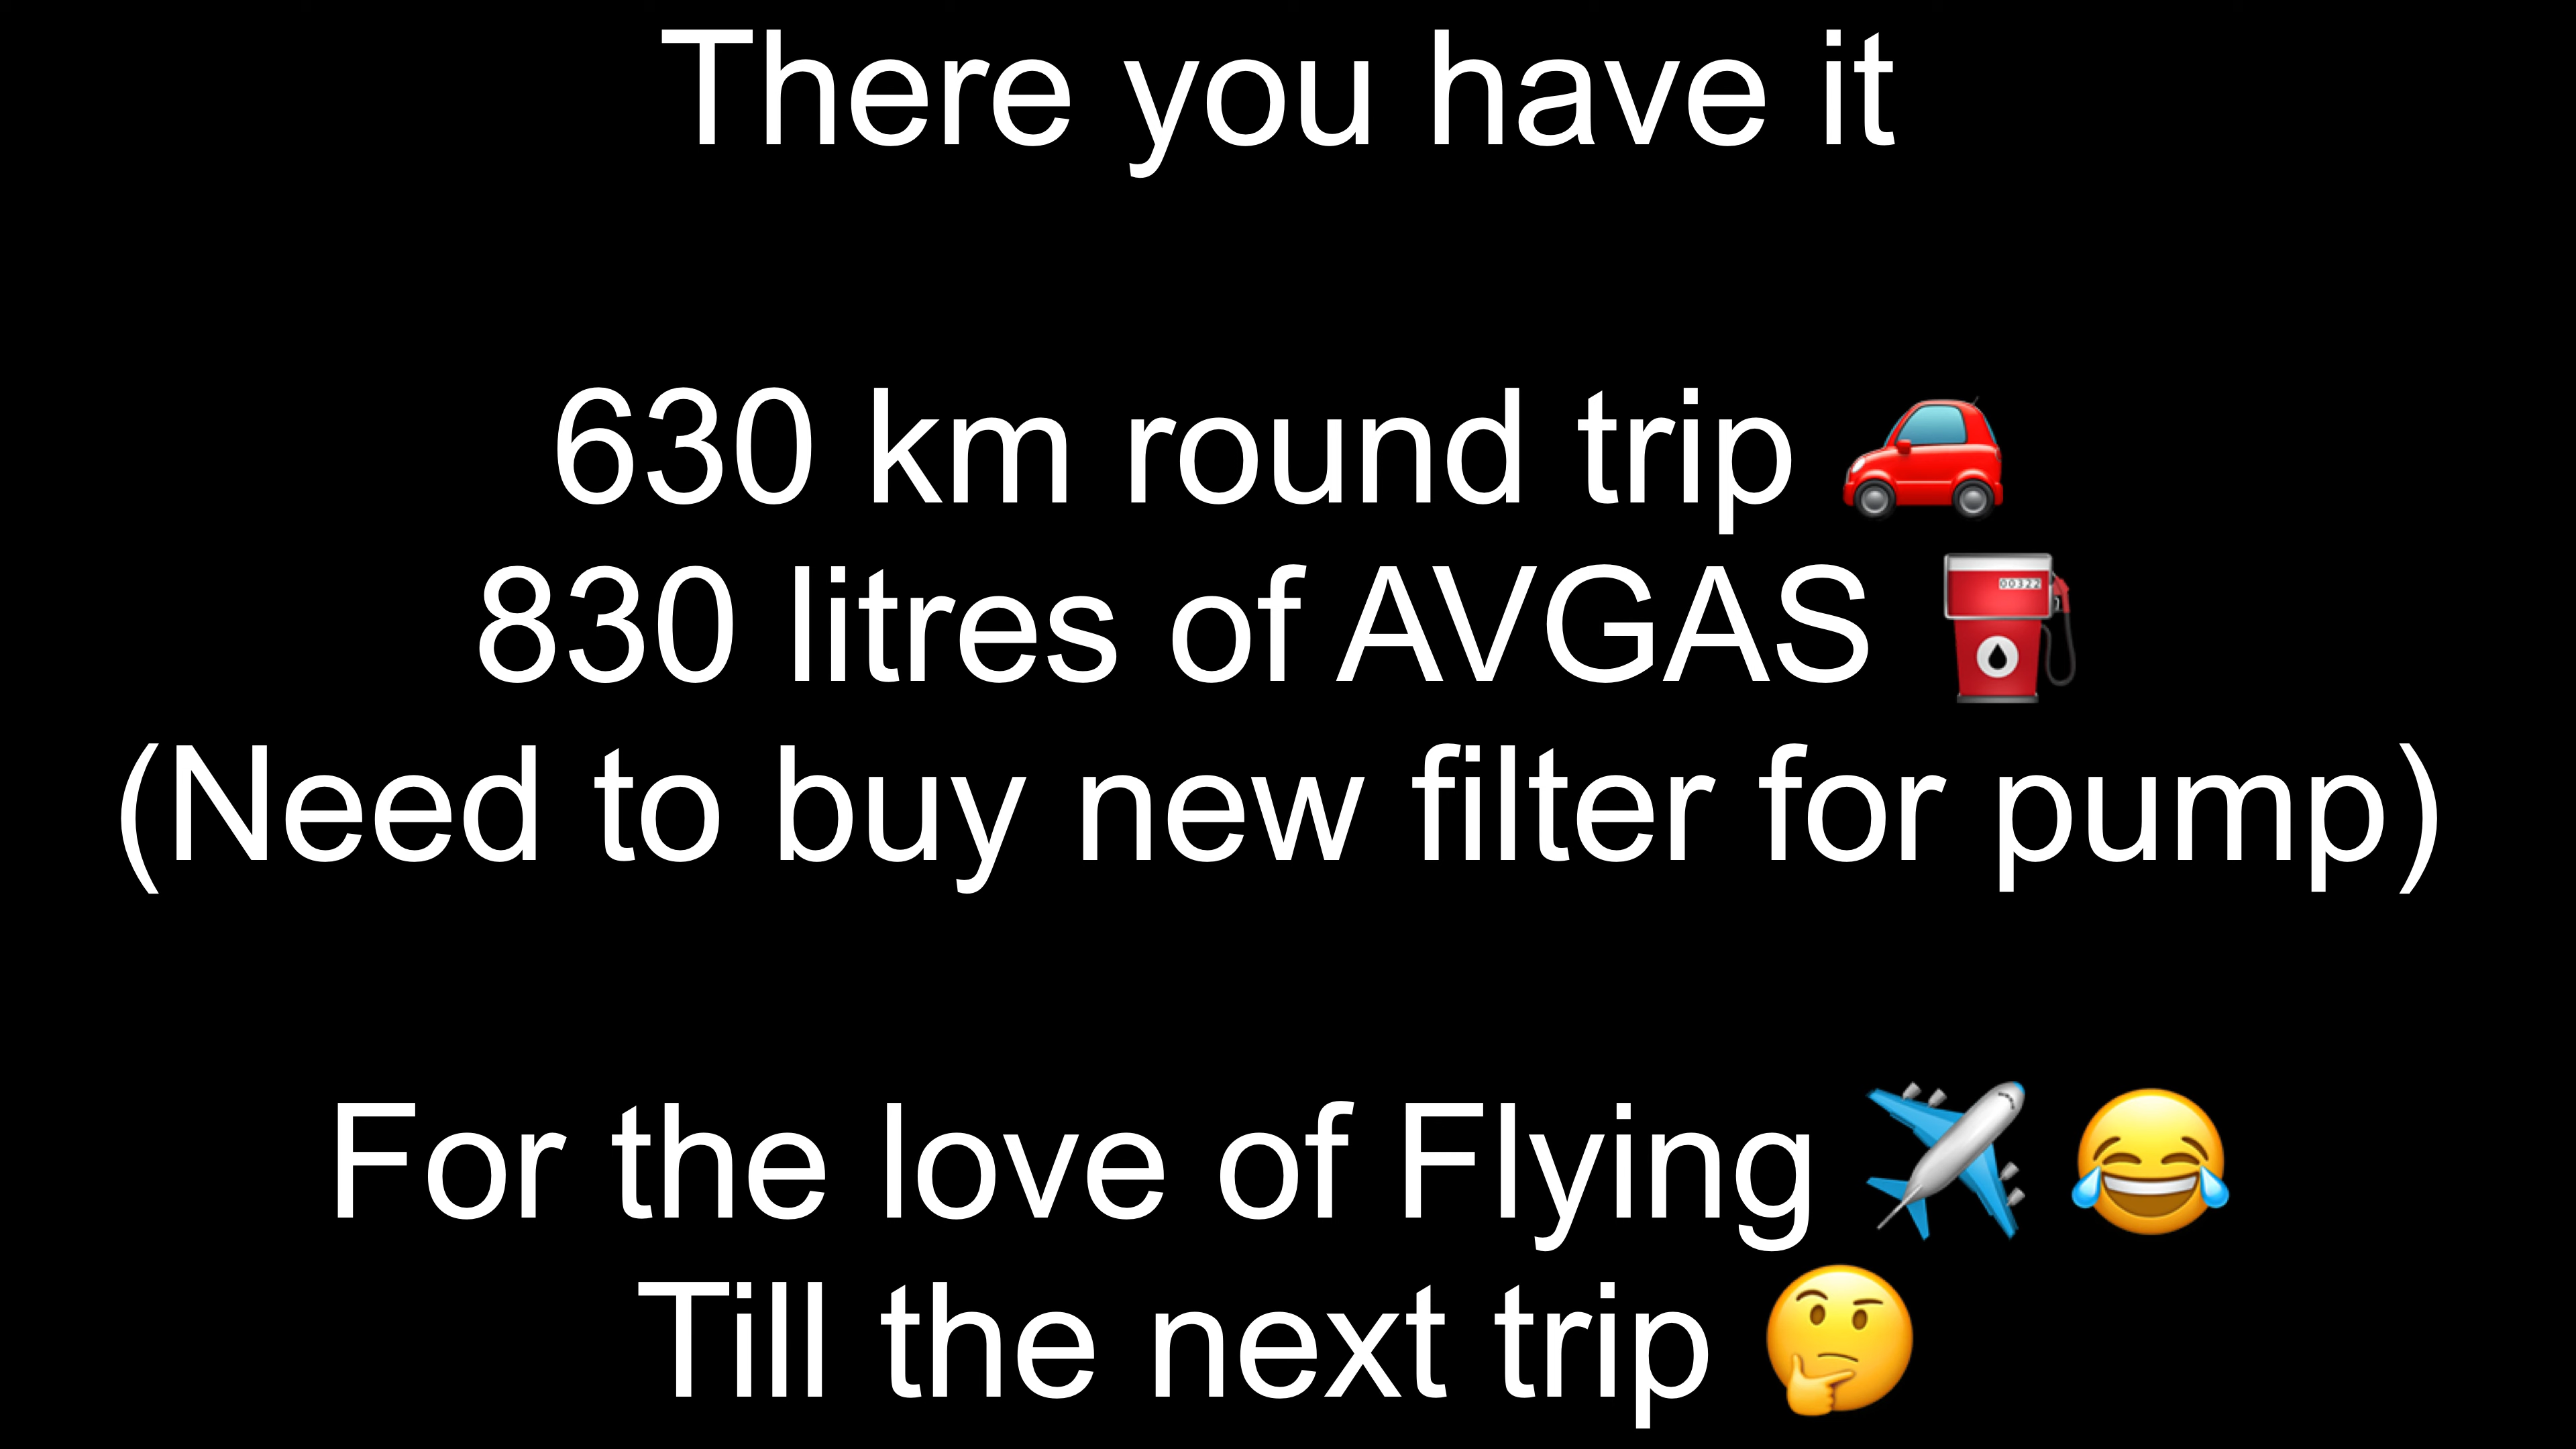 There you have it
630 km round trip 🚗
830 litres of AVGAS ⛽
(Need to buy new filter for pump)
For the love of Flying ✈️ 😂
Till the next trip 🤔